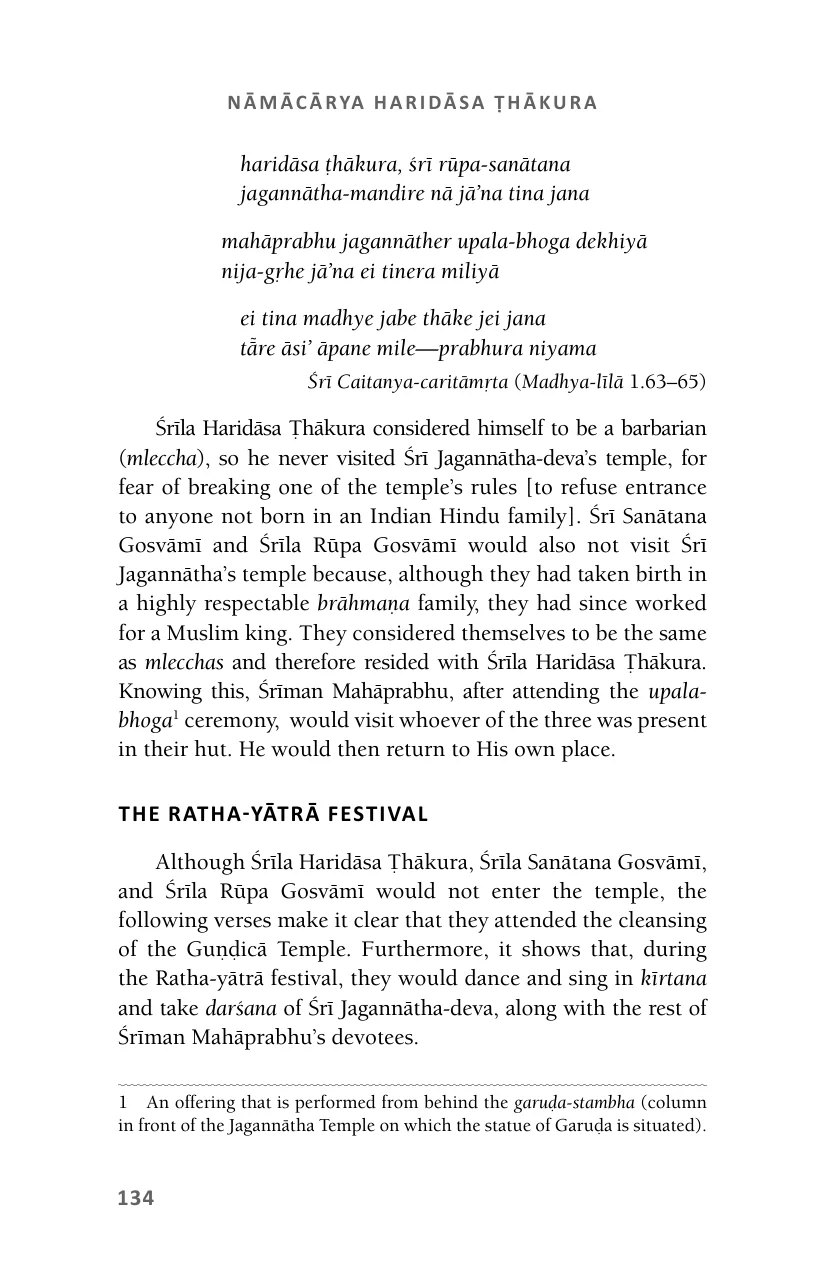 NĀMĀCĀRYA HARIDĀSA ṬHĀKURA
haridāsa ṭhākura, śrī rūpa-sanātana
jagannātha-mandire nā jā’na tina jana
mahāprabhu jagannāther upala-bhoga dekhiyā
nija-gṛhe jā’na ei tinera miliyā
ei tina madhye jabe thāke jei jana
tā̐re āsi’ āpane mile—prabhura niyama
Śrī Caitanya-caritāmṛta (Madhya-līlā 1.63–65)
Śrīla Haridāsa Ṭhākura considered himself to be a barbarian
(mleccha), so he never visited Śrī Jagannātha-deva’s temple, for
fear of breaking one of the temple’s rules [to refuse entrance
to anyone not born in an Indian Hindu family]. Śrī Sanātana
Gosvāmī and Śrīla Rūpa Gosvāmī would also not visit Śrī
Jagannātha’s temple because, although they had taken birth in
a highly respectable brāhmaṇa family, they had since worked
for a Muslim king. They considered themselves to be the same
as mlecchas and therefore resided with Śrīla Haridāsa Ṭhākura.
Knowing this, Śrīman Mahāprabhu, after attending the upala-
bhoga¹ ceremony, would visit whoever of the three was present
in their hut. He would then return to His own place.
THE RATHA-YĀTRĀ FESTIVAL
Although Śrīla Haridāsa Ṭhākura, Śrīla Sanātana Gosvāmī,
and Śrīla Rūpa Gosvāmī would not enter the temple, the
following verses make it clear that they attended the cleansing
of the Guṇḍicā Temple. Furthermore, it shows that, during
the Ratha-yātrā festival, they would dance and sing in kīrtana
and take darśana of Śrī Jagannātha-deva, along with the rest of
Śrīman Mahāprabhu’s devotees.
1 An offering that is performed from behind the garuḍa-stambha (column
in front of the Jagannātha Temple on which the statue of Garuḍa is situated).
134